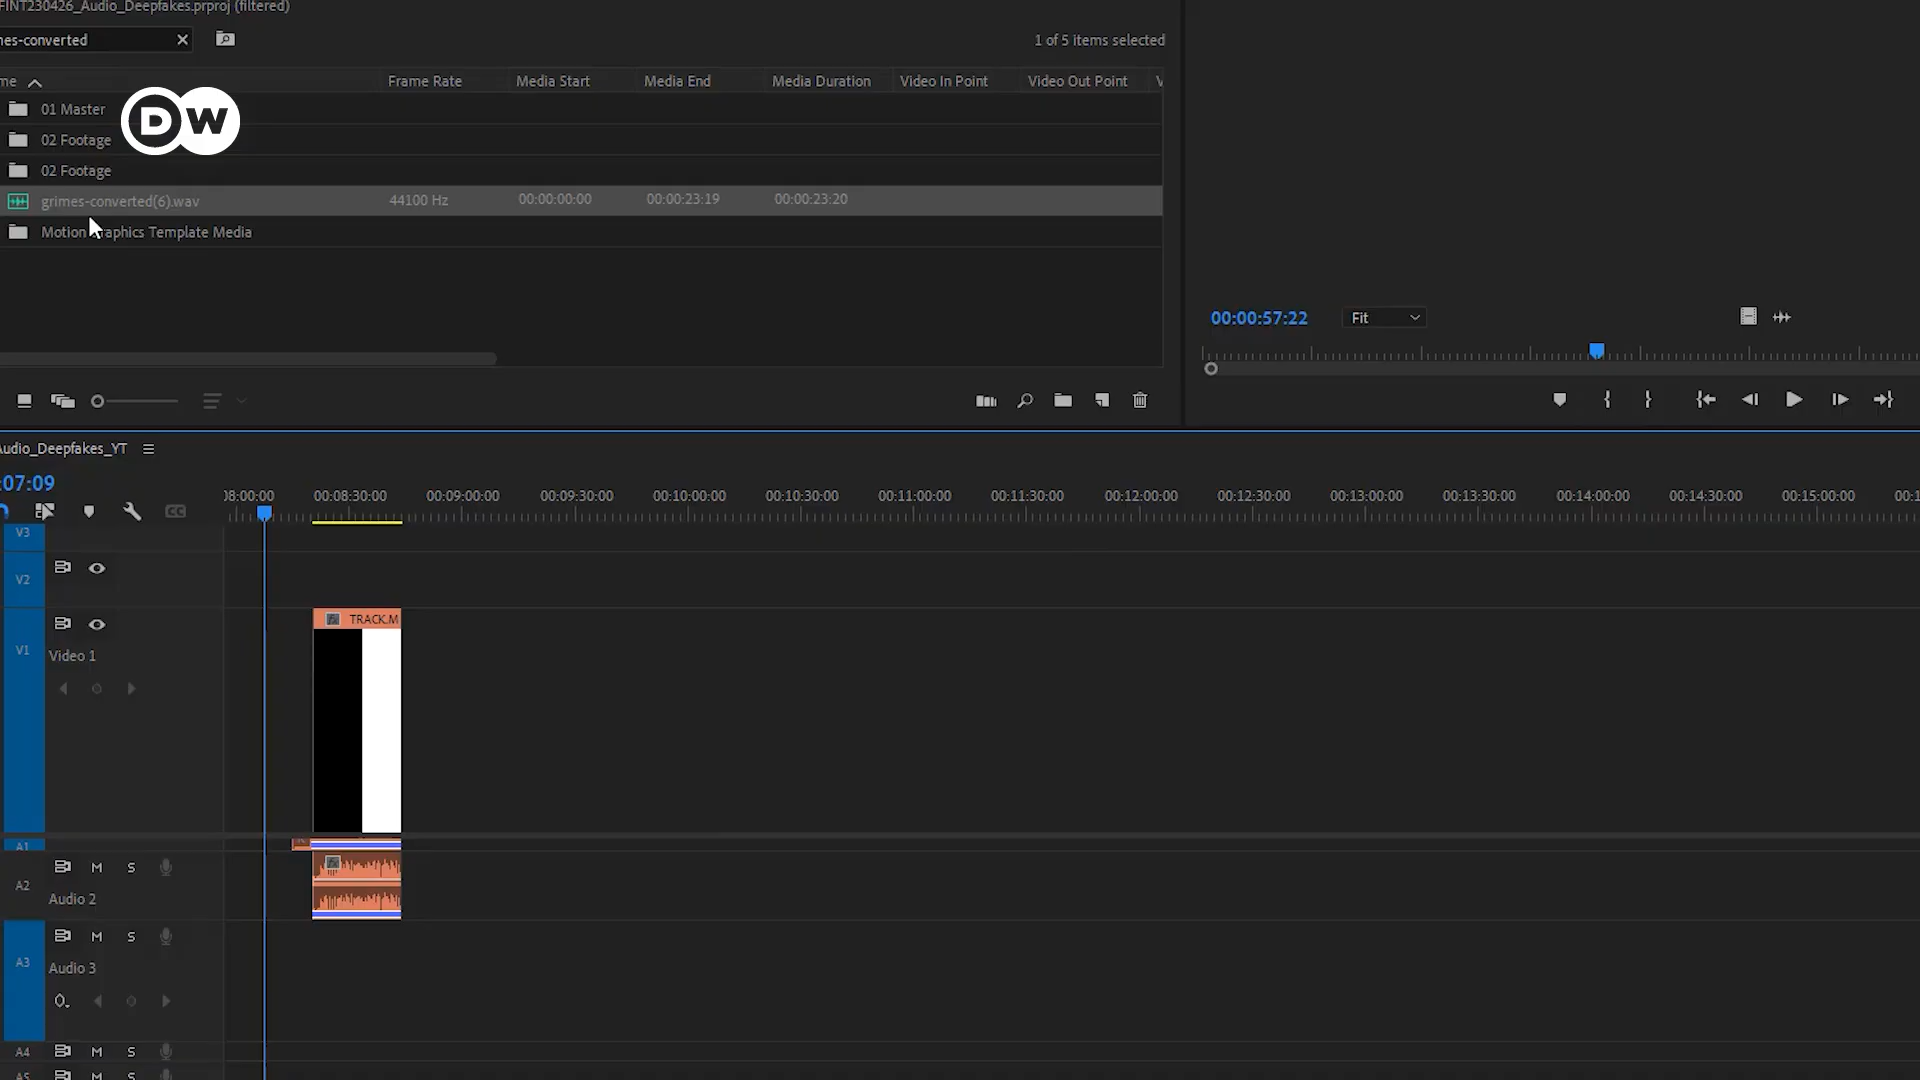 FINT230426_Audio_Deepfakes.prproj (filtered)
nes-converted
1 of 5 items selected
me Frame Rate Media Start Media End Media Duration Video In Point Video Out Point V
01 Master
DW
02 Footage
02 Footage
grimes-converted(6).wav 44100 Hz 00:00:00:00 00:00:23:19 00:00:23:20
Motion Graphics Template Media
00:00:57:22 Fit
Audio_Deepfakes_YT
:07:09
08:00:00 00:08:30:00 00:09:00:00 00:09:30:00 00:10:00:00 00:10:30:00 00:11:00:00 00:11:30:00 00:12:00:00 00:12:30:00 00:13:00:00 00:13:30:00 00:14:00:00 00:14:30:00 00:15:00:00 00:1
CC
V3
V2
TRACK.M
V1 Video 1
A1
M S
A2
Audio 2
M S
A3 Audio 3
A4 M S
A5 M S